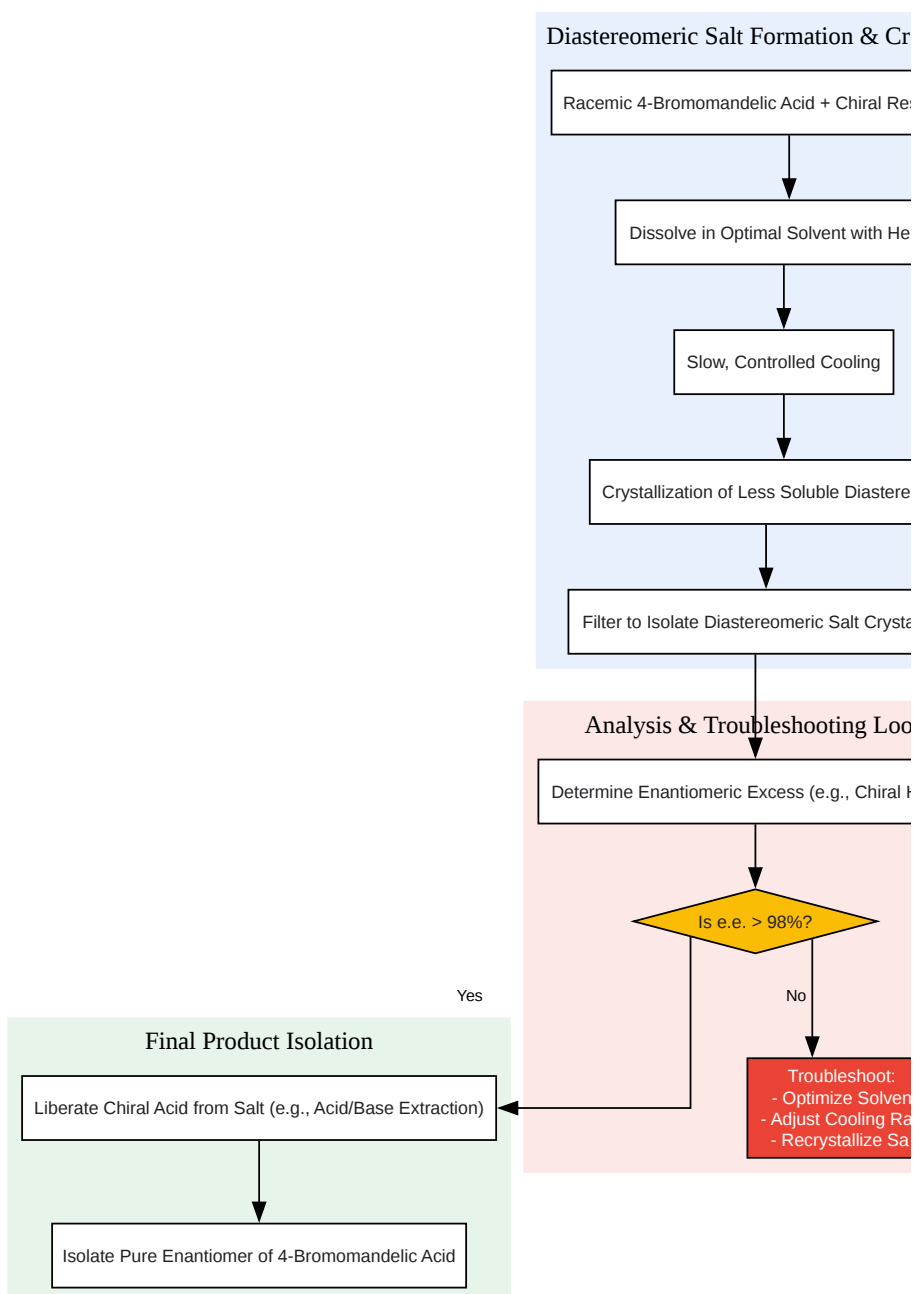 Diastereomeric Salt Formation & Cr
Racemic 4-Bromomandelic Acid + Chiral Res
Dissolve in Optimal Solvent with He
Slow, Controlled Cooling
Crystallization of Less Soluble Diastere
Filter to Isolate Diastereomeric Salt Crysta
Analysis & Troubleshooting Loo
Determine Enantiomeric Excess (e.g., Chiral H
Is e.e. > 98%?
Yes
No
Final Product Isolation
Liberate Chiral Acid from Salt (e.g., Acid/Base Extraction)
Troubleshoot:
- Optimize Solven
- Adjust Cooling Ra
- Recrystallize Sa
Isolate Pure Enantiomer of 4-Bromomandelic Acid